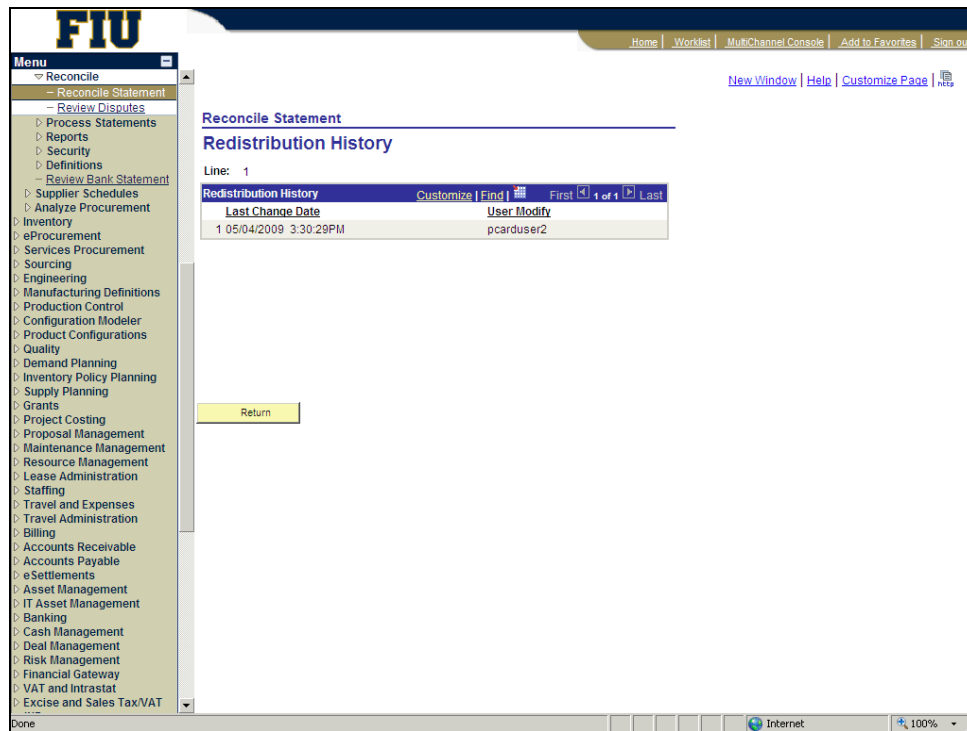 FIU
Home | Worklist | MultiChannel Console | Add to Favorites | Sign ou
Menu
Reconcile
– Reconcile Statement
– Review Disputes
Process Statements
Reports
Security
Definitions
– Review Bank Statement
Supplier Schedules
Analyze Procurement
Inventory
eProcurement
Services Procurement
Sourcing
Engineering
Manufacturing Definitions
Production Control
Configuration Modeler
Product Configurations
Quality
Demand Planning
Inventory Policy Planning
Supply Planning
Grants
Project Costing
Proposal Management
Maintenance Management
Resource Management
Lease Administration
Staffing
Travel and Expenses
Travel Administration
Billing
Accounts Receivable
Accounts Payable
eSettlements
Asset Management
IT Asset Management
Banking
Cash Management
Deal Management
Risk Management
Financial Gateway
VAT and Intrastat
Excise and Sales Tax/VAT
New Window | Help | Customize Page | http
Reconcile Statement
Redistribution History
Line: 1
Redistribution History Customize | Find | First 1 of 1 Last
Last Change Date User Modify
1 05/04/2009 3:30:29PM pcarduser2
Return
Done Internet 100%